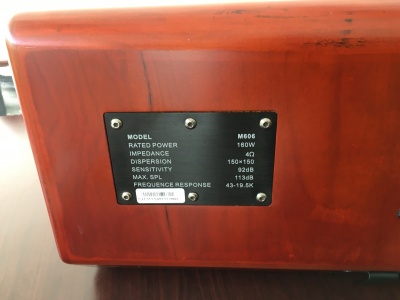 MODEL M606
RATED POWER 160W
IMPEDANCE 4Ω
DISPERSION 150×150
SENSITIVITY 92dB
MAX. SPL 113dB
FREQUENCE RESPONSE 43-19.5K